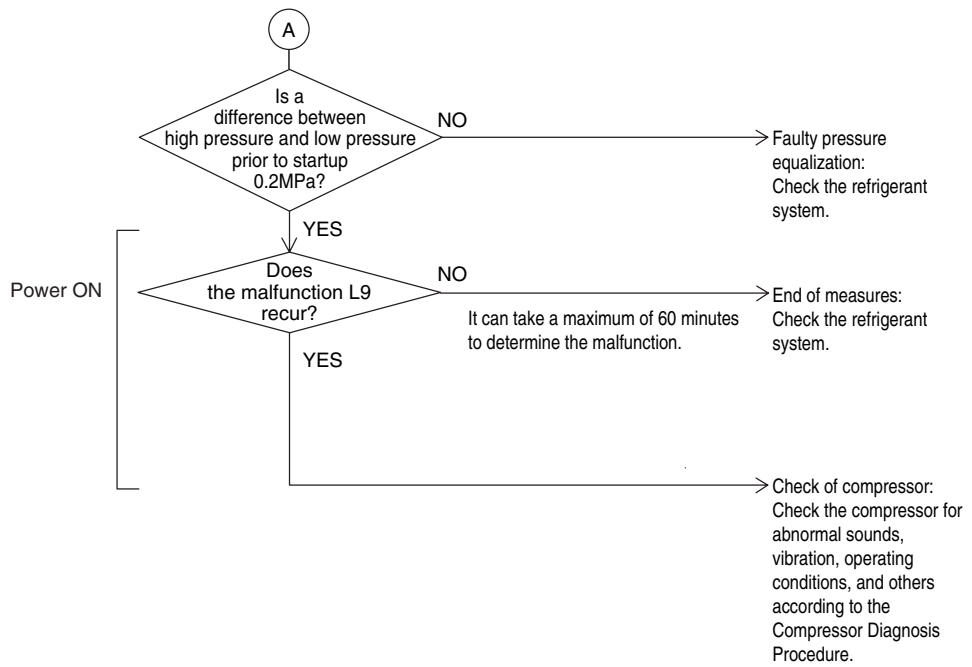 A
Is a
difference between
high pressure and low pressure
prior to startup
0.2MPa?
NO
Faulty pressure
equalization:
Check the refrigerant
system.
YES
Power ON
Does
the malfunction L9
recur?
NO
It can take a maximum of 60 minutes
to determine the malfunction.
End of measures:
Check the refrigerant
system.
YES
Check of compressor:
Check the compressor for
abnormal sounds,
vibration, operating
conditions, and others
according to the
Compressor Diagnosis
Procedure.